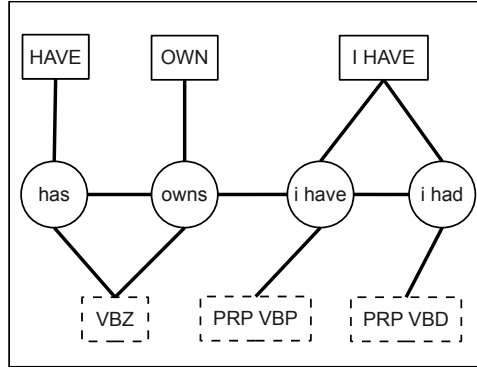 HAVE OWN I HAVE
has owns i have i had
VBZ PRP VBP PRP VBD